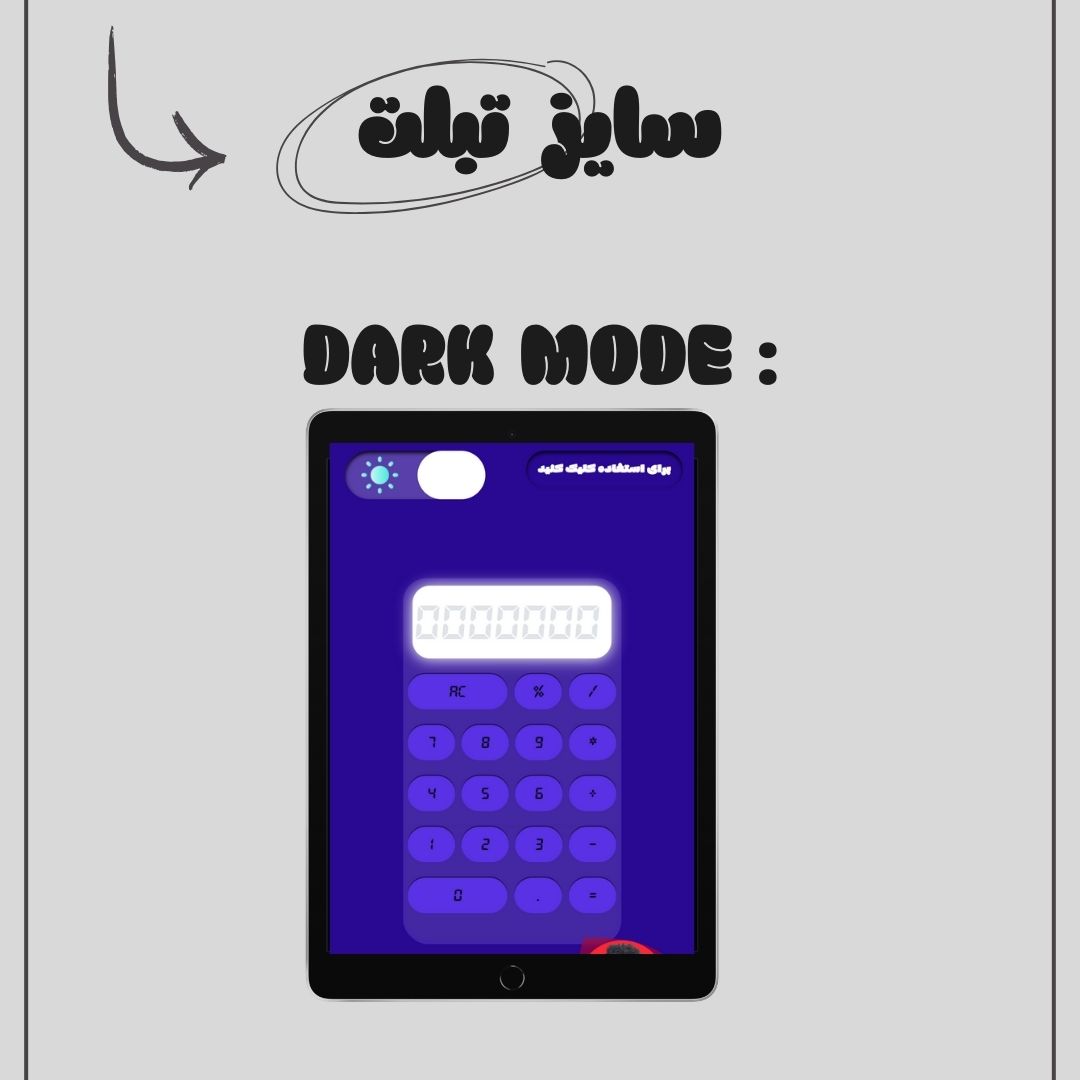 سایز تبلت
DARK MODE :
برای استفاده کلیک کنید
0000000
AC % /
7 8 9 *
4 5 6 ÷
1 2 3 -
0 . =